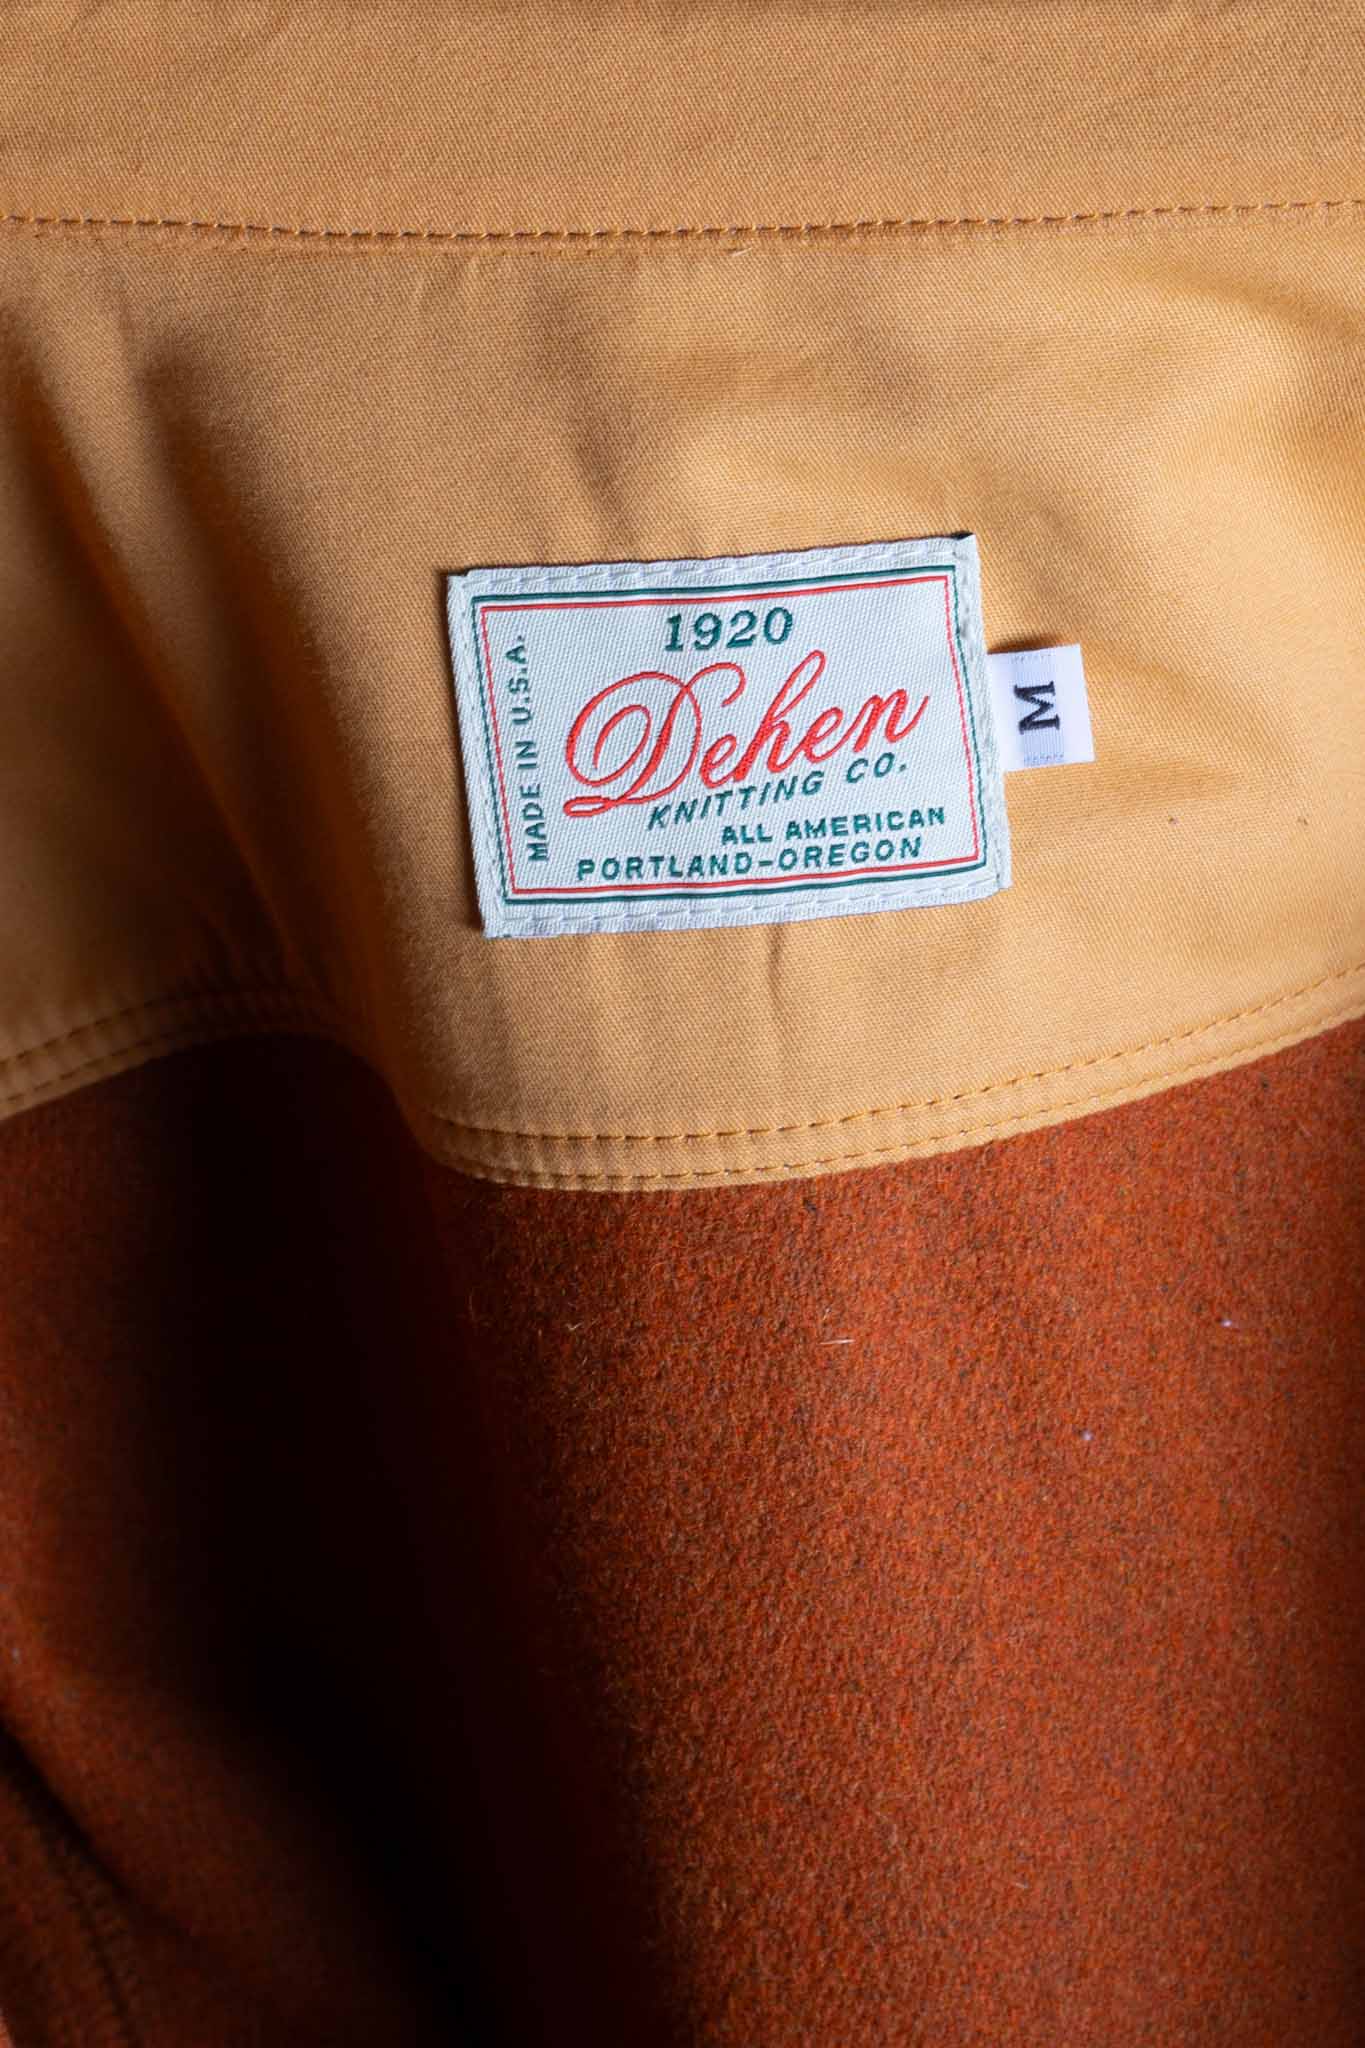 1920
Dehen
KNITTING CO.
ALL AMERICAN
PORTLAND-OREGON
MADE IN U.S.A.
M